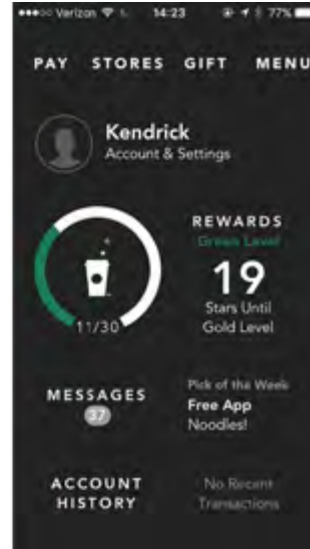 Verizon 14:23 77%
PAY STORES GIFT MENU
Kendrick
Account & Settings
REWARDS
Green Level
19
Stars Until
Gold Level
11/30
MESSAGES
37
Pick of the Week
Free App
Noodles!
ACCOUNT
HISTORY
No Recent
Transactions